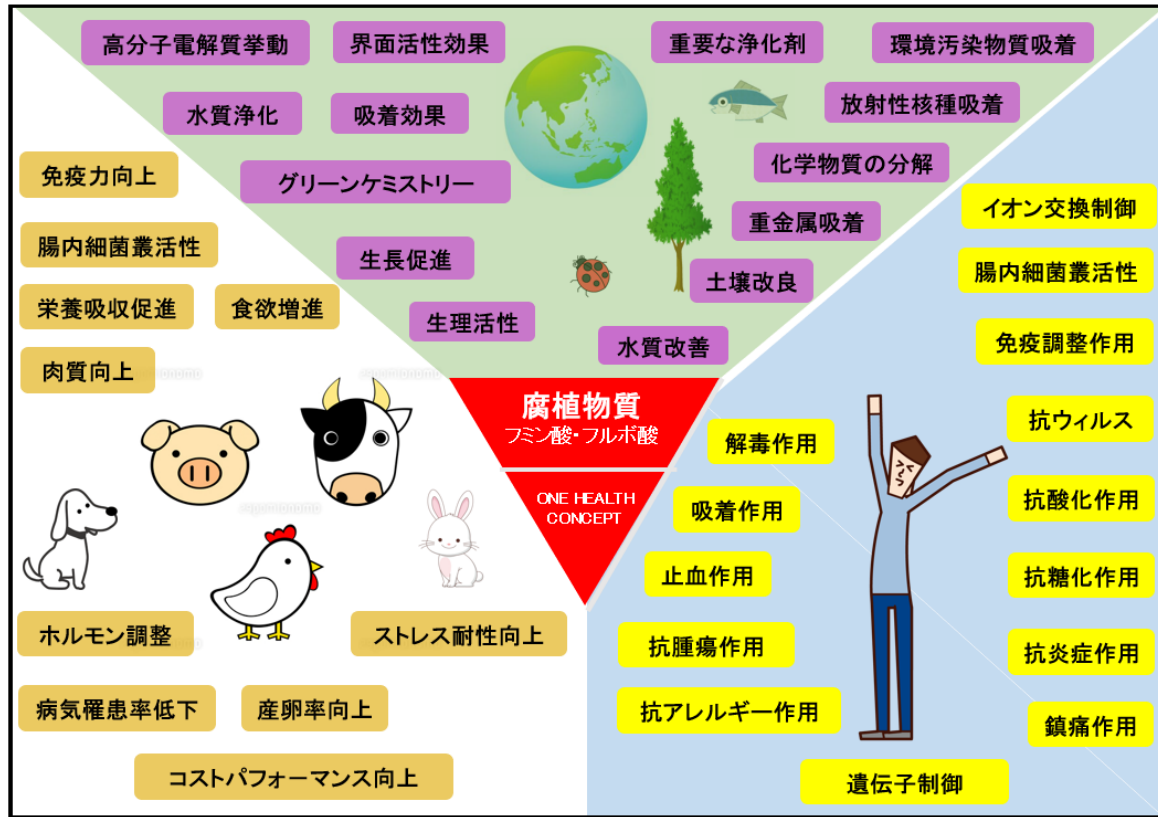 高分子電解質挙動
界面活性効果
重要な浄化剤
環境汚染物質吸着
水質浄化
吸着効果
放射性核種吸着
グリーンケミストリー
化学物質の分解
重金属吸着
生長促進
土壌改良
生理活性
水質改善
免疫力向上
腸内細菌叢活性
栄養吸収促進
食欲増進
肉質向上
ホルモン調整
ストレス耐性向上
病気罹患率低下
産卵率向上
コストパフォーマンス向上
腐植物質
フミン酸・フルボ酸
ONE HEALTH
CONCEPT
イオン交換制御
腸内細菌叢活性
免疫調整作用
抗ウィルス
解毒作用
抗酸化作用
吸着作用
抗糖化作用
止血作用
抗炎症作用
抗腫瘍作用
鎮痛作用
抗アレルギー作用
遺伝子制御